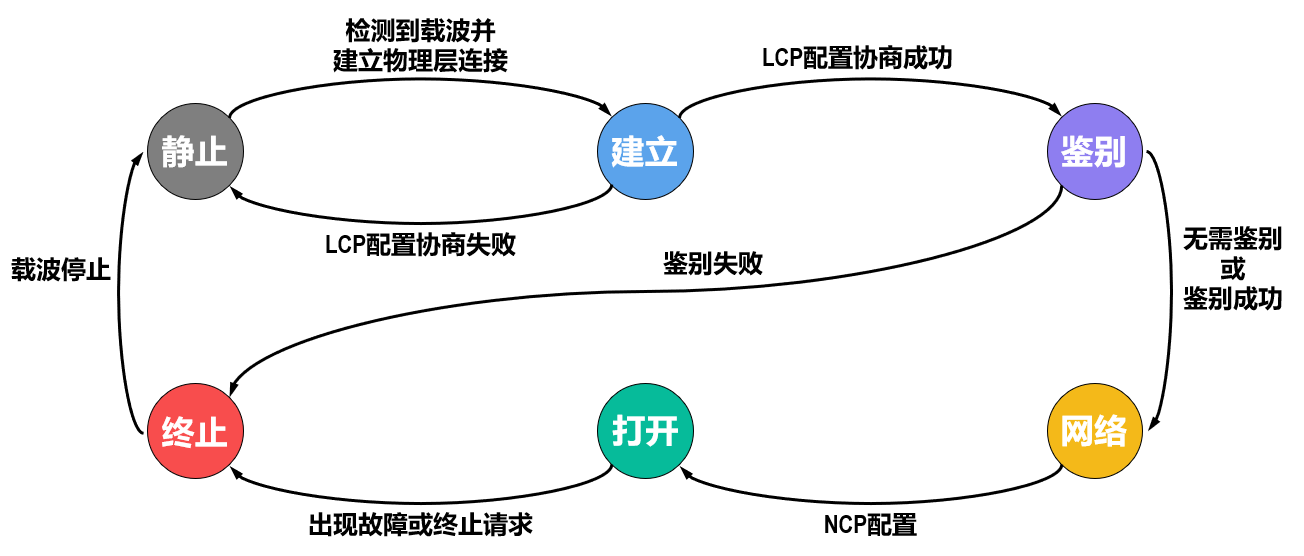 检测到载波并
建立物理层连接
LCP配置协商成功
静止
建立
鉴别
LCP配置协商失败
鉴别失败
载波停止
无需鉴别
或
鉴别成功
终止
打开
网络
出现故障或终止请求
NCP配置